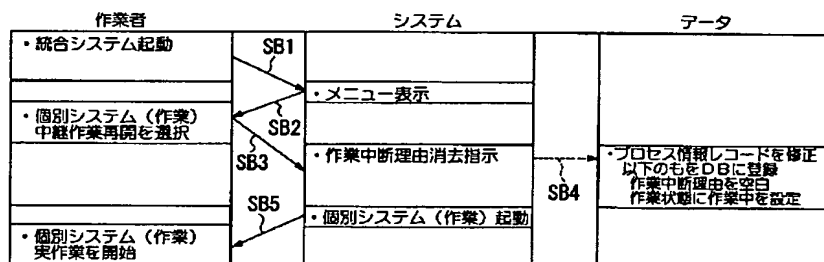 作業者
システム
データ
・統合システム起動
SB1
・メニュー表示
SB2
・個別システム（作業）
中継作業再開を選択
SB3
・作業中断理由消去指示
SB4
・プロセス情報レコードを修正
以下のもをＤＢに登録
作業中断理由を空白
作業状態に作業中を設定
SB5
・個別システム（作業）起動
・個別システム（作業）
実作業を開始